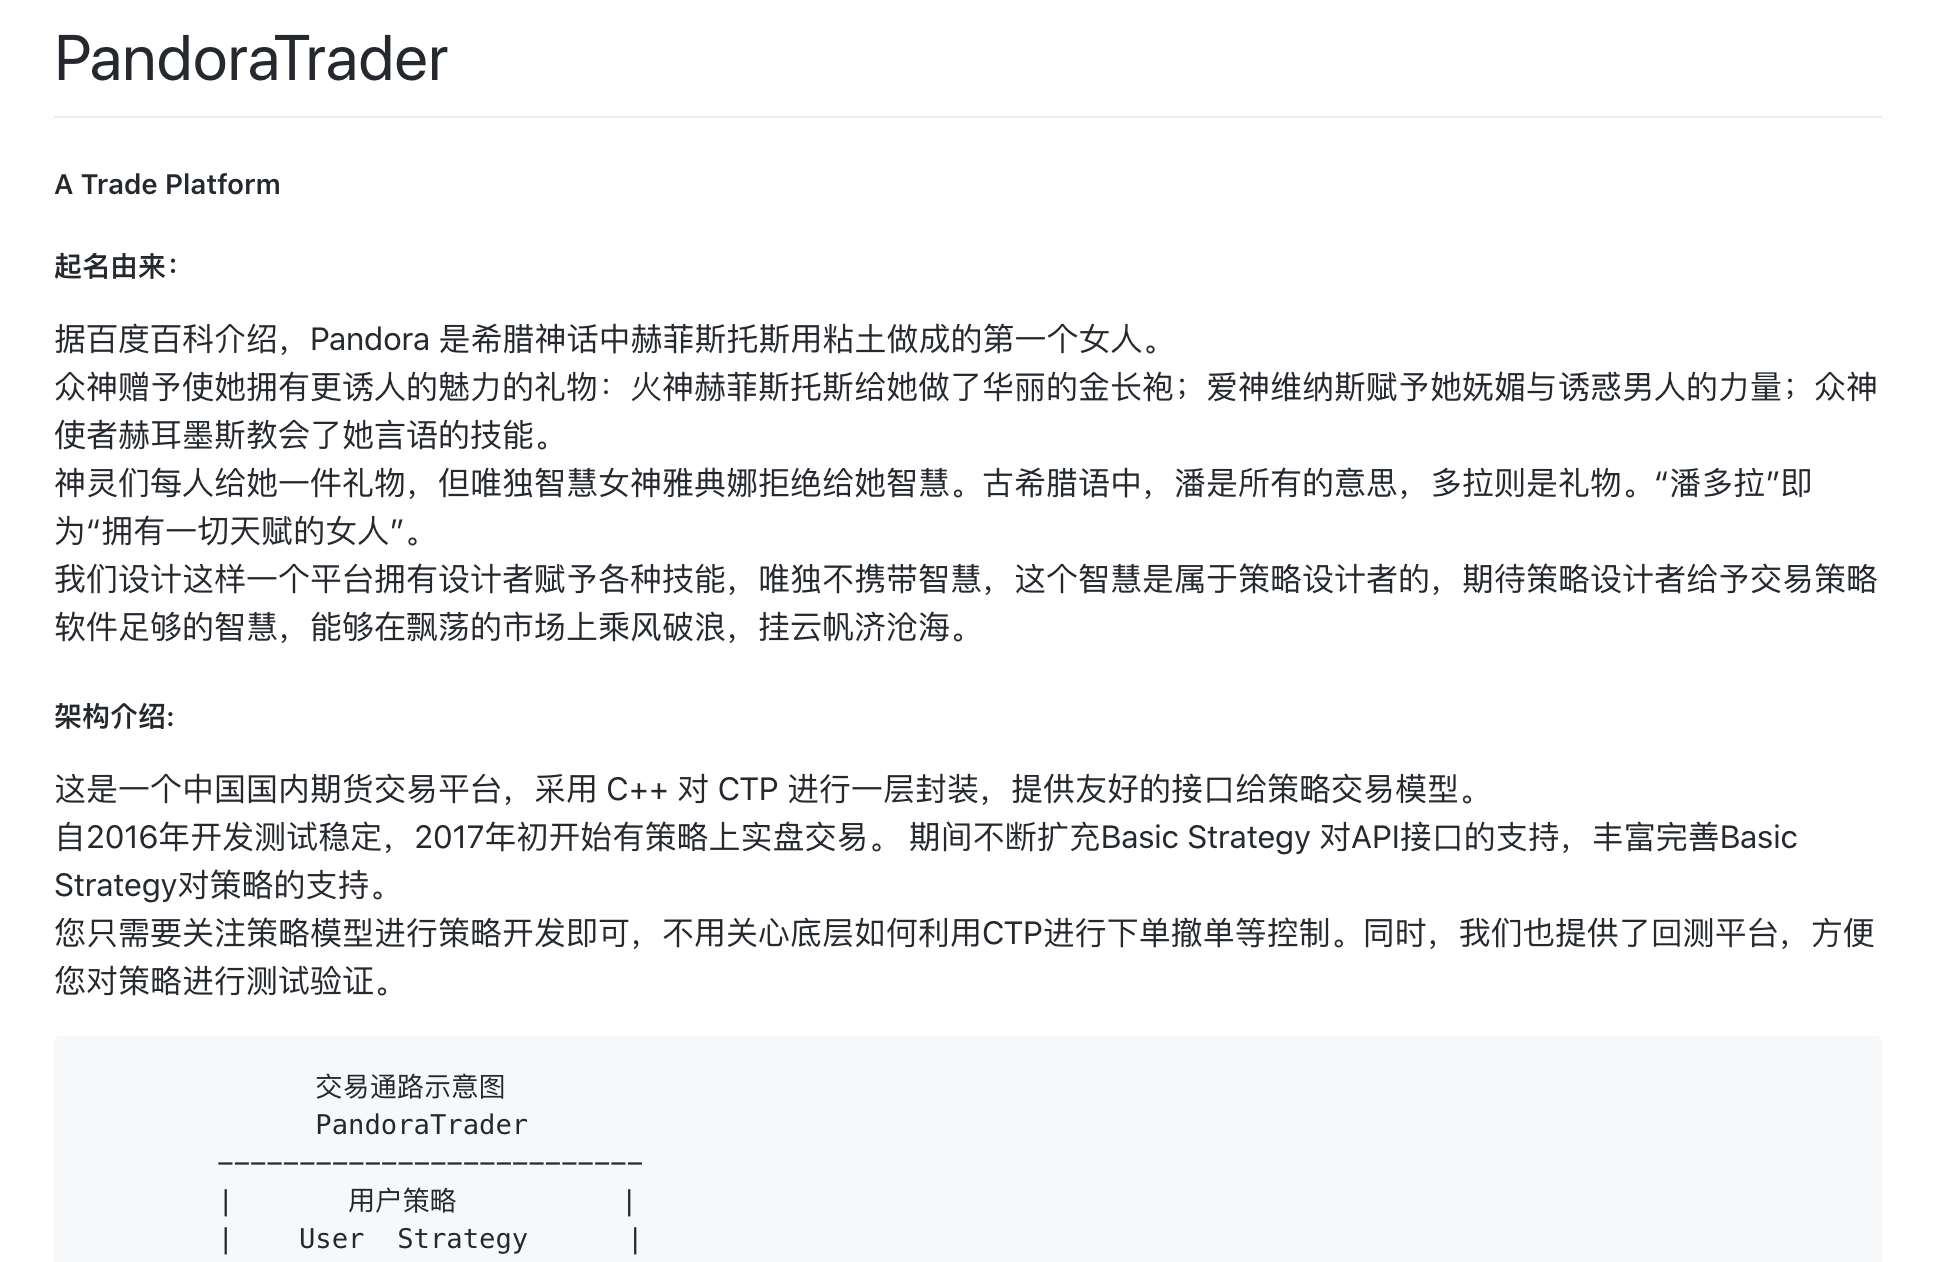 PandoraTrader
A Trade Platform
起名由来：
据百度百科介绍，Pandora 是希腊神话中赫菲斯托斯用粘土做成的第一个女人。
众神赠予使她拥有更诱人的魅力的礼物：火神赫菲斯托斯给她做了华丽的金长袍；爱神维纳斯赋予她妩媚与诱惑男人的力量；众神
使者赫耳墨斯教会了她言语的技能。
神灵们每人给她一件礼物，但唯独智慧女神雅典娜拒绝给她智慧。古希腊语中，潘是所有的意思，多拉则是礼物。“潘多拉”即
为“拥有一切天赋的女人”。
我们设计这样一个平台拥有设计者赋予各种技能，唯独不携带智慧，这个智慧是属于策略设计者的，期待策略设计者给予交易策略
软件足够的智慧，能够在飘荡的市场上乘风破浪，挂云帆济沧海。
架构介绍:
这是一个中国国内期货交易平台，采用 C++ 对 CTP 进行一层封装，提供友好的接口给策略交易模型。
自2016年开发测试稳定，2017年初开始有策略上实盘交易。 期间不断扩充Basic Strategy 对API接口的支持，丰富完善Basic
Strategy对策略的支持。
您只需要关注策略模型进行策略开发即可，不用关心底层如何利用CTP进行下单撤单等控制。同时，我们也提供了回测平台，方便
您对策略进行测试验证。
交易通路示意图
PandoraTrader
--------------------------
|       用户策略          |
|    User  Strategy      |